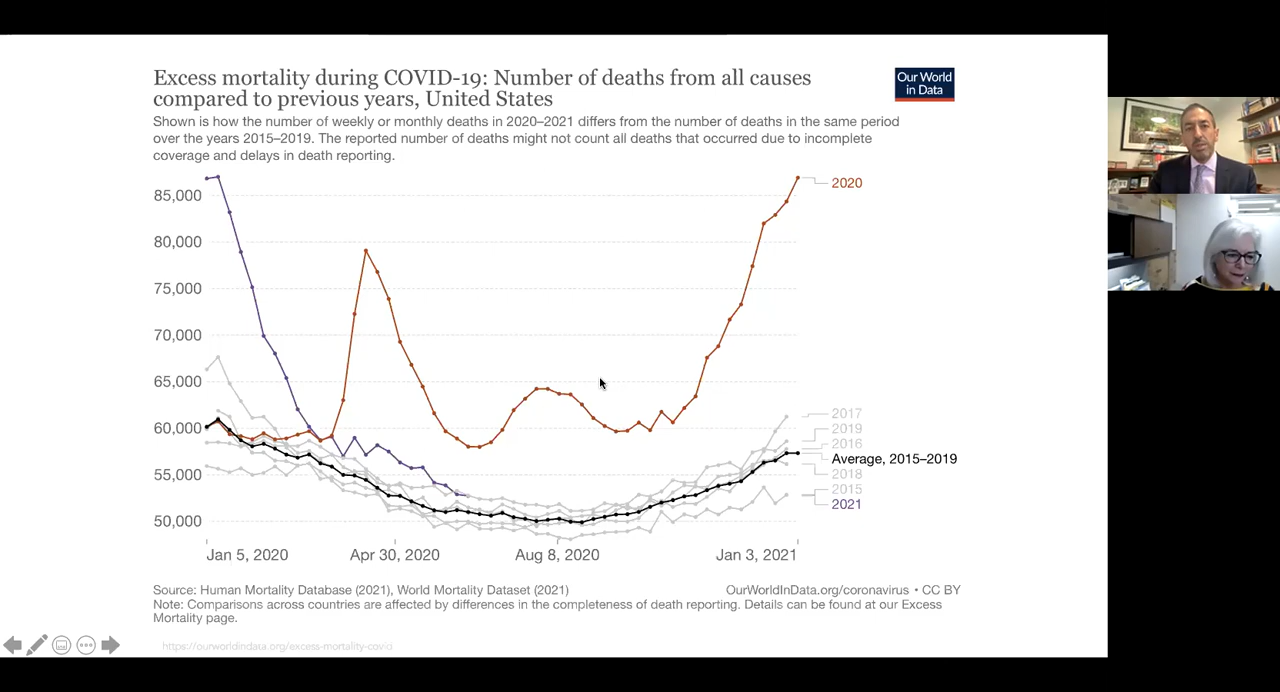 Excess mortality during COVID-19: Number of deaths from all causes
compared to previous years, United States
Our World
in Data
Shown is how the number of weekly or monthly deaths in 2020–2021 differs from the number of deaths in the same period
over the years 2015–2019. The reported number of deaths might not count all deaths that occurred due to incomplete
coverage and delays in death reporting.
85,000
80,000
75,000
70,000
65,000
60,000
55,000
50,000
2020
2017
2019
2016
Average, 2015–2019
2018
2015
2021
Jan 5, 2020
Apr 30, 2020
Aug 8, 2020
Jan 3, 2021
Source: Human Mortality Database (2021), World Mortality Dataset (2021)
OurWorldInData.org/coronavirus • CC BY
Note: Comparisons across countries are affected by differences in the completeness of death reporting. Details can be found at our Excess
Mortality page.
https://ourworldindata.org/excess-mortality-covid